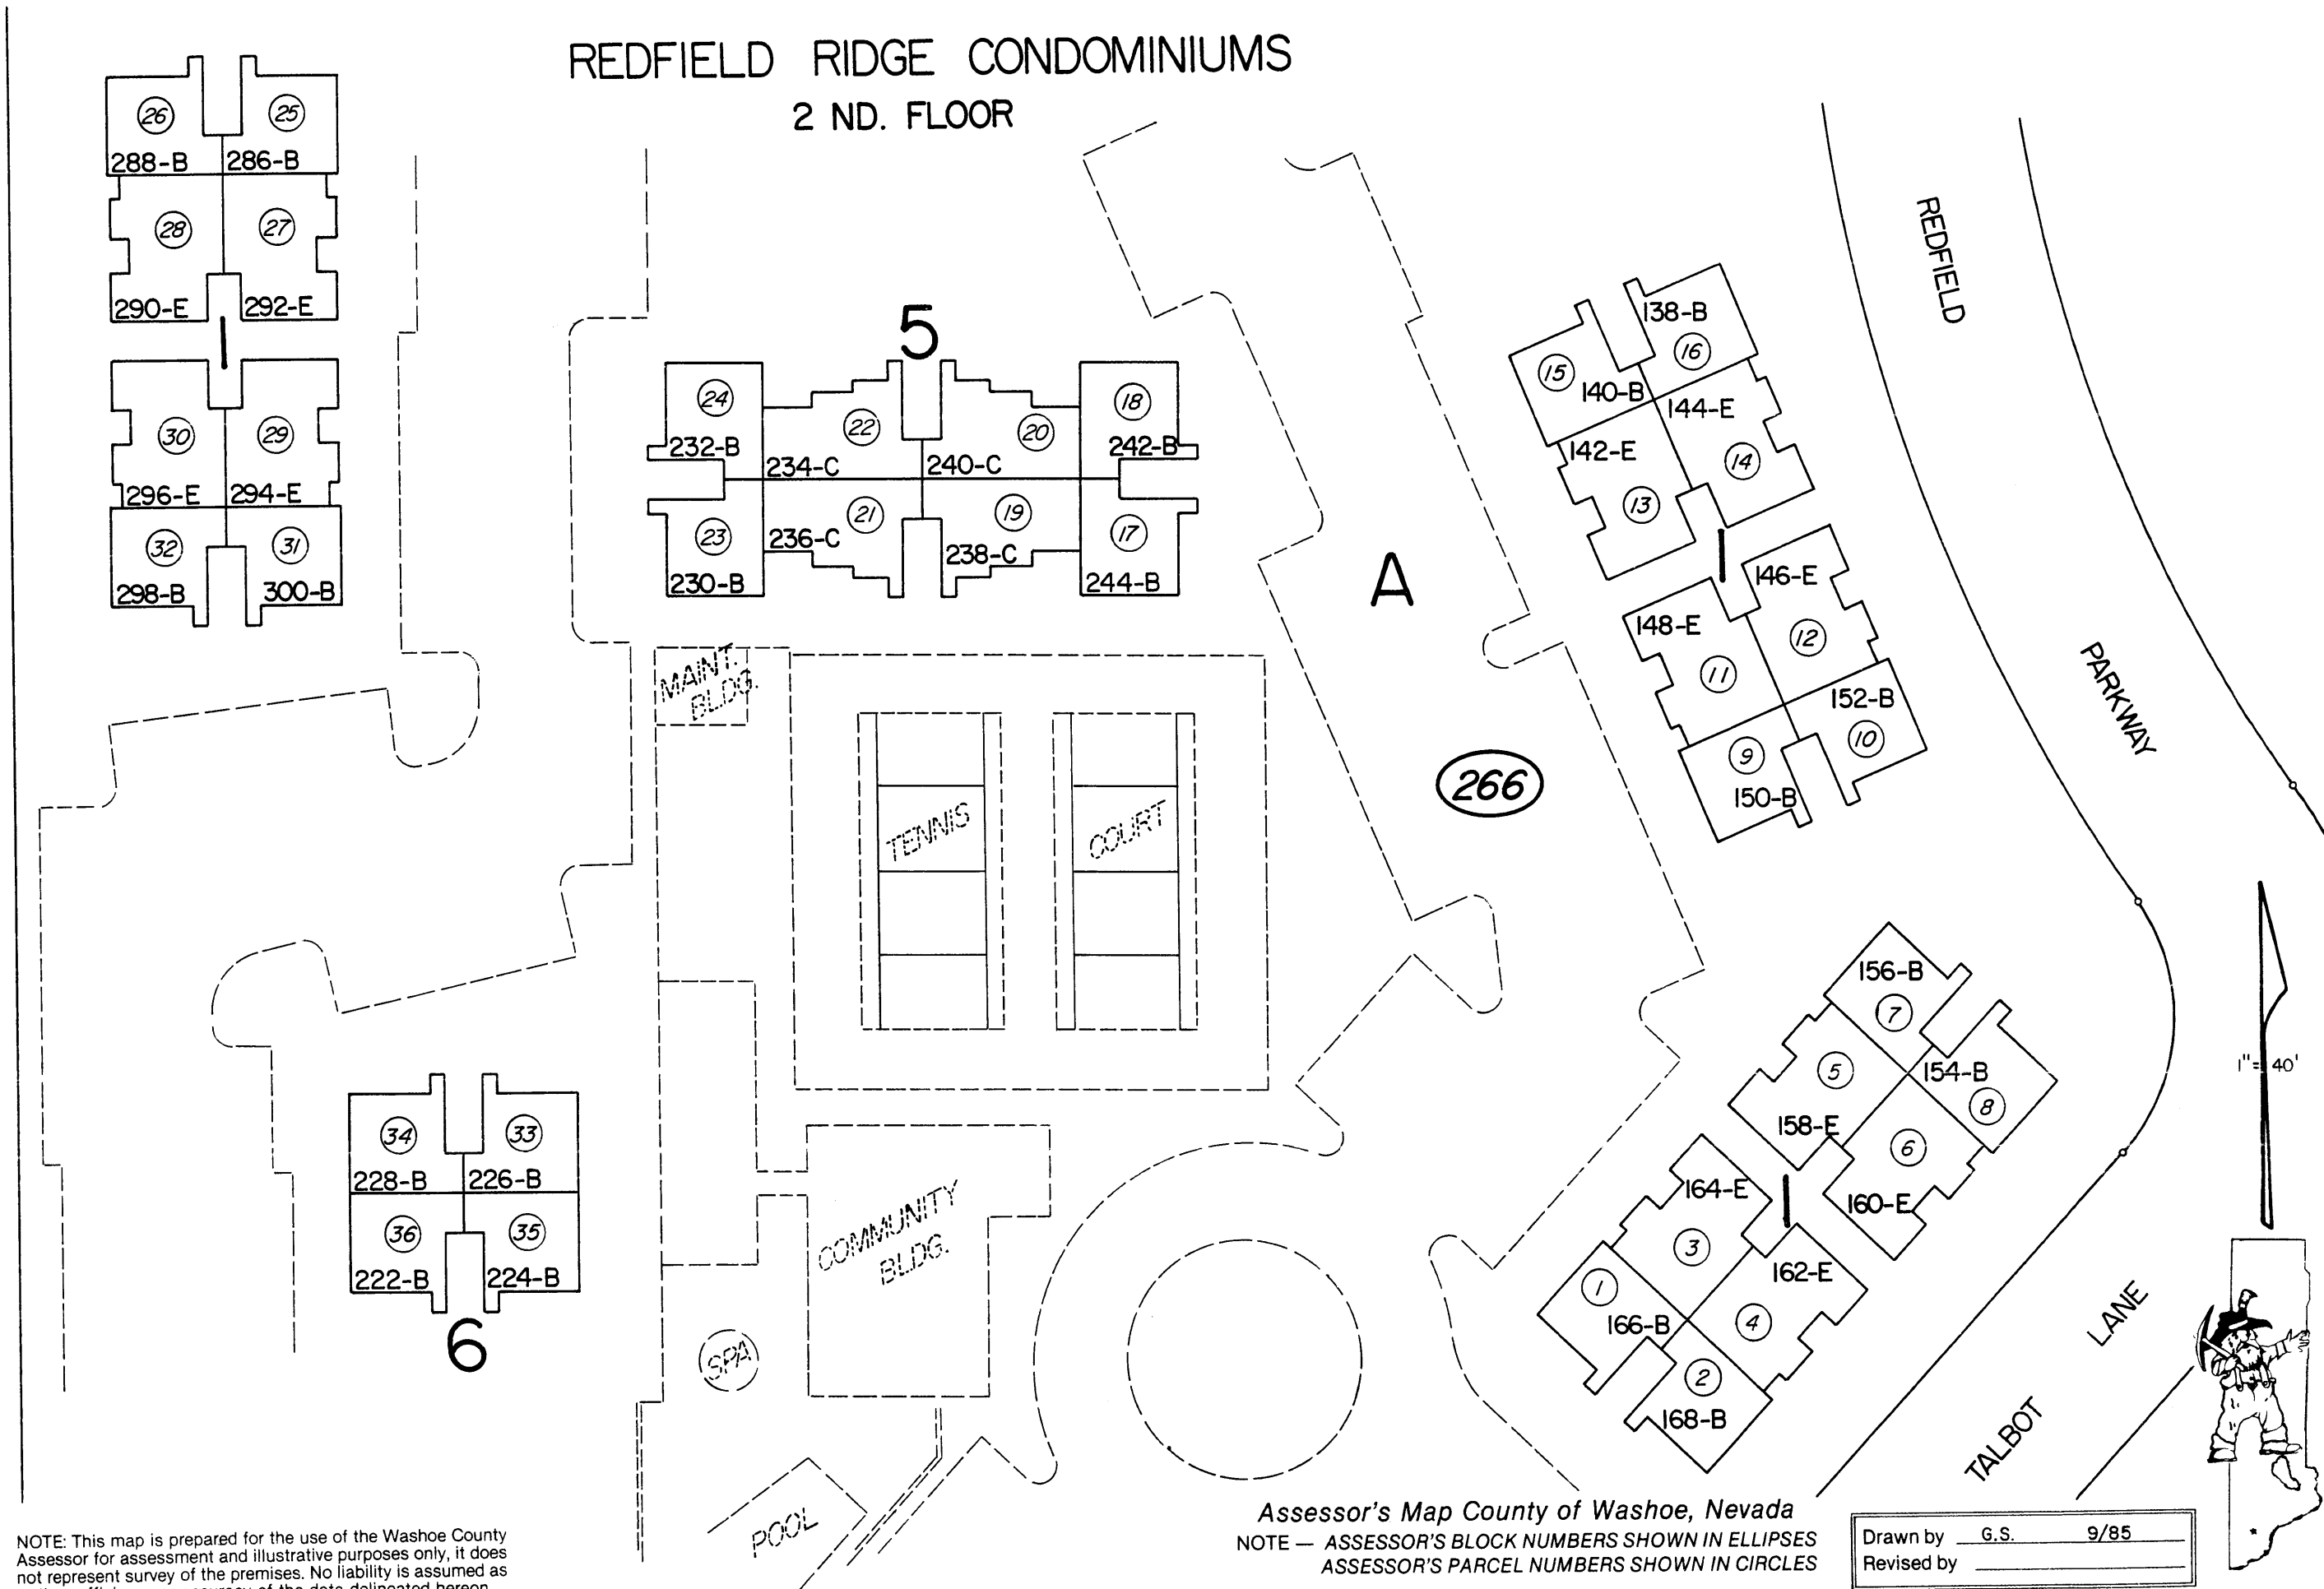 REDFIELD RIDGE CONDOMINIUMS
2 ND. FLOOR
26
25
288-B
286-B
28
27
290-E
292-E
30
29
296-E
294-E
32
31
298-B
300-B
5
24
22
20
18
232-B
234-C
240-C
242-B
23
21
19
17
230-B
236-C
238-C
244-B
A
266
138-B
16
15
140-B
144-E
14
142-E
13
146-E
12
148-E
11
152-B
10
9
150-B
REDFIELD
PARKWAY
MAINT.
BLDG.
TENNIS
COURT
156-B
7
154-B
8
5
158-E
6
160-E
164-E
3
162-E
4
1
166-B
2
168-B
1"= 40'
34
33
228-B
226-B
36
35
222-B
224-B
6
COMMUNITY
BLDG.
SPA
POOL
TALBOT
LANE
Assessor's Map County of Washoe, Nevada
NOTE — ASSESSOR'S BLOCK NUMBERS SHOWN IN ELLIPSES
ASSESSOR'S PARCEL NUMBERS SHOWN IN CIRCLES
Drawn by G.S. 9/85
Revised by
NOTE: This map is prepared for the use of the Washoe County
Assessor for assessment and illustrative purposes only, it does
not represent survey of the premises. No liability is assumed as